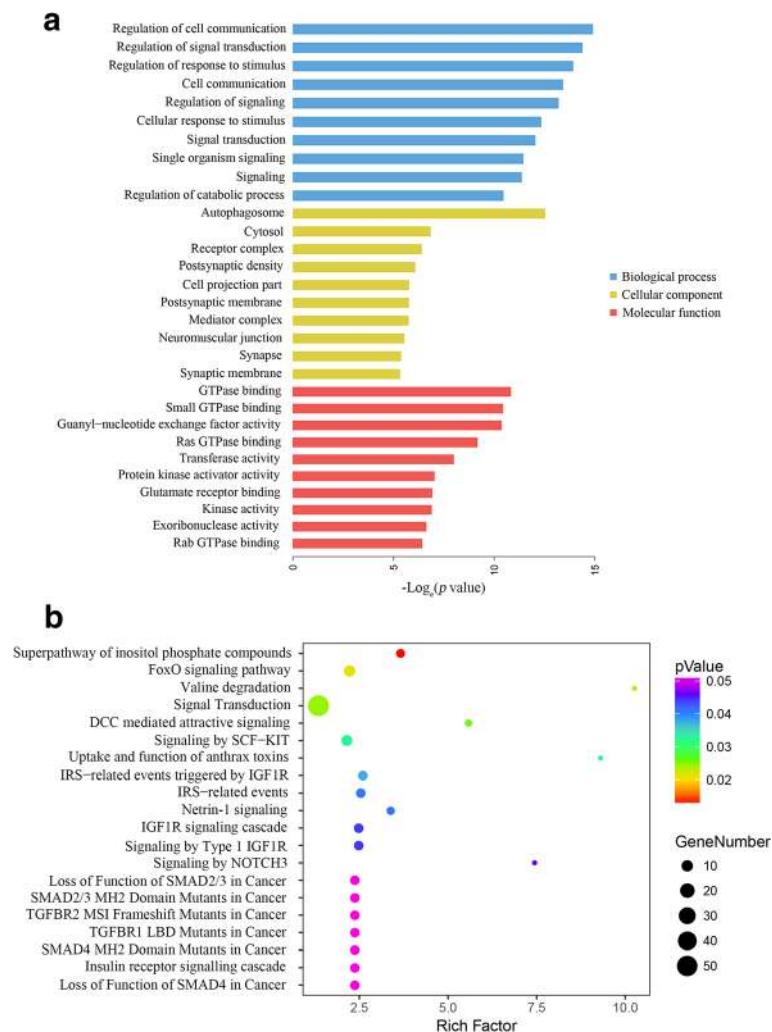 a
Regulation of cell communication
Regulation of signal transduction
Regulation of response to stimulus
Cell communication
Regulation of signaling
Cellular response to stimulus
Signal transduction
Single organism signaling
Signaling
Regulation of catabolic process
Autophagosome
Cytosol
Receptor complex
Postsynaptic density
Cell projection part
Postsynaptic membrane
Mediator complex
Neuromuscular junction
Synapse
Synaptic membrane
GTPase binding
Small GTPase binding
Guanyl−nucleotide exchange factor activity
Ras GTPase binding
Transferase activity
Protein kinase activator activity
Glutamate receptor binding
Kinase activity
Exoribonuclease activity
Rab GTPase binding
Biological process
Cellular component
Molecular function
0 5 10 15
-Logₑ(p value)
b
Superpathway of inositol phosphate compounds
FoxO signaling pathway
Valine degradation
Signal Transduction
DCC mediated attractive signaling
Signaling by SCF−KIT
Uptake and function of anthrax toxins
IRS−related events triggered by IGF1R
IRS−related events
Netrin−1 signaling
IGF1R signaling cascade
Signaling by Type 1 IGF1R
Signaling by NOTCH3
Loss of Function of SMAD2/3 in Cancer
SMAD2/3 MH2 Domain Mutants in Cancer
TGFBR2 MSI Frameshift Mutants in Cancer
TGFBR1 LBD Mutants in Cancer
SMAD4 MH2 Domain Mutants in Cancer
Insulin receptor signalling cascade
Loss of Function of SMAD4 in Cancer
2.5 5.0 7.5 10.0
Rich Factor
pValue
0.05
0.04
0.03
0.02
GeneNumber
10
20
30
40
50